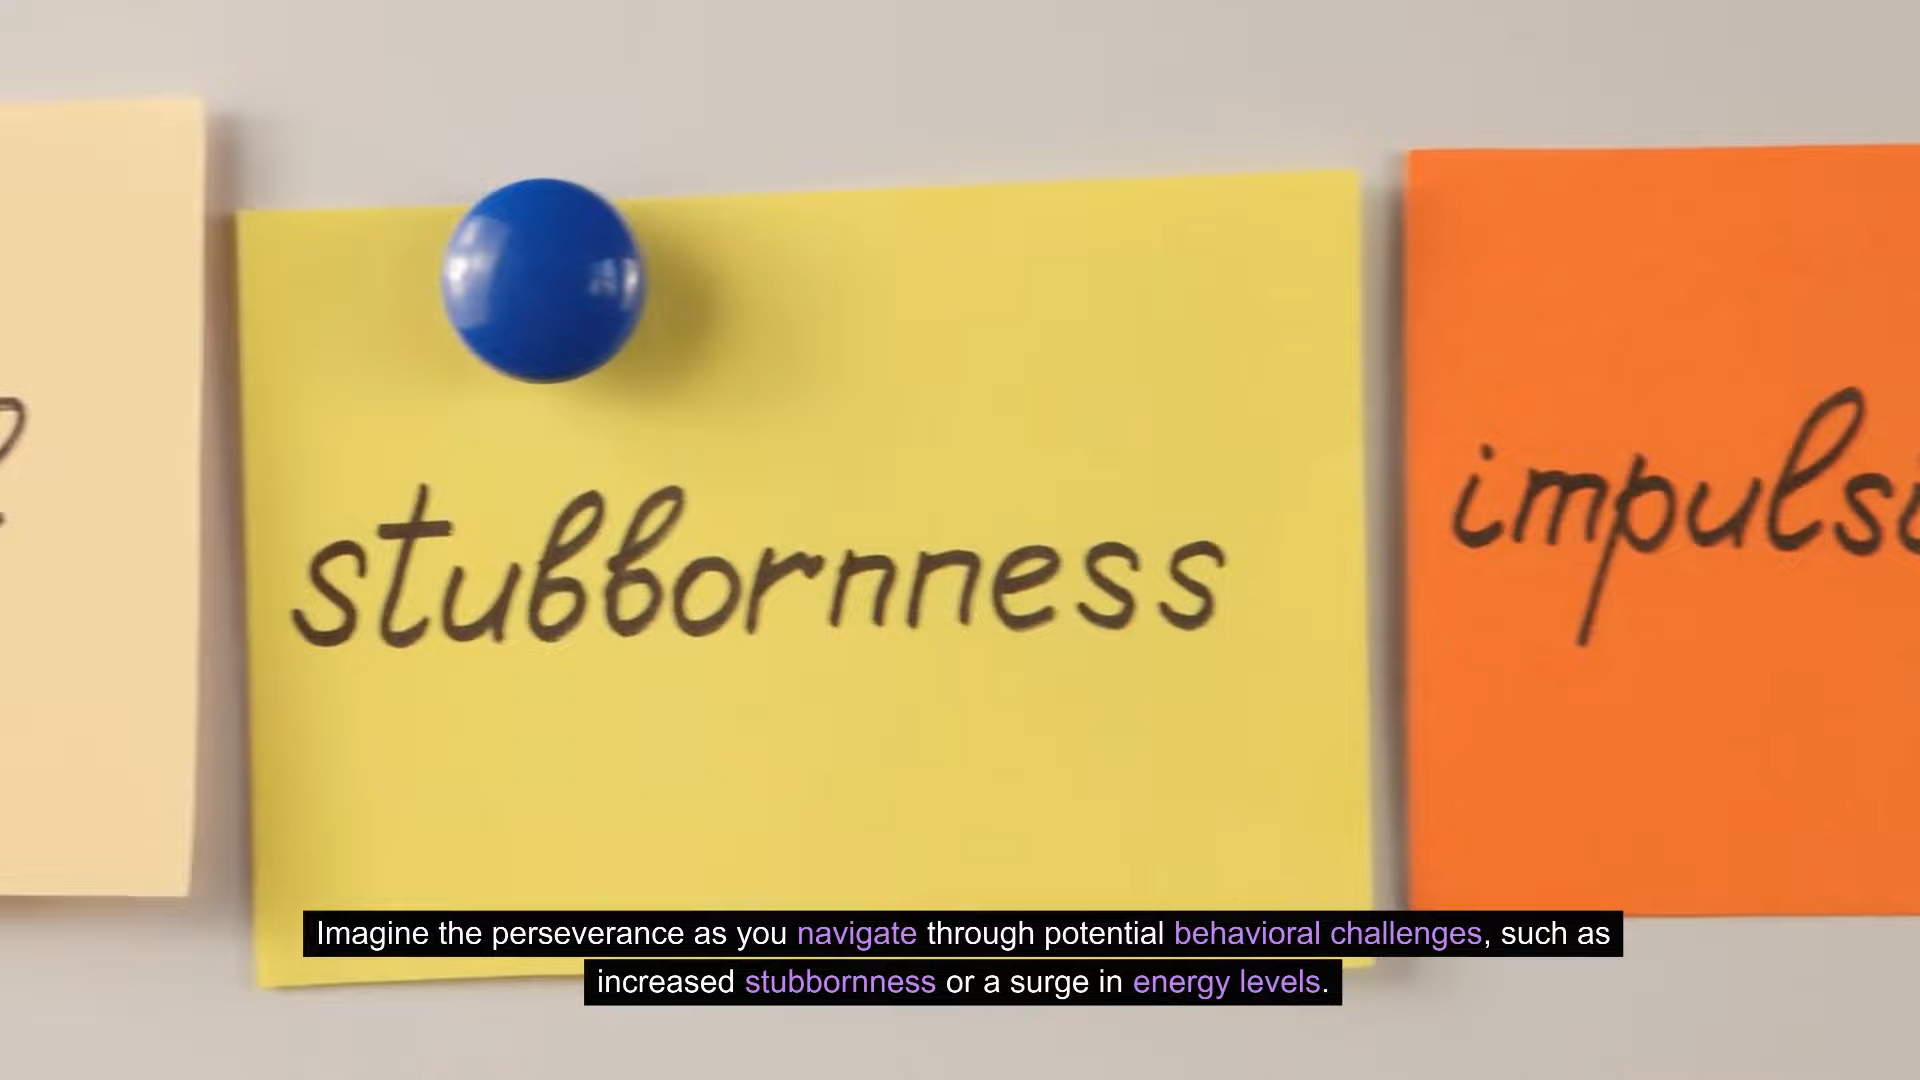 stubbornness
impulsi
Imagine the perseverance as you navigate through potential behavioral challenges, such as
increased stubbornness or a surge in energy levels.